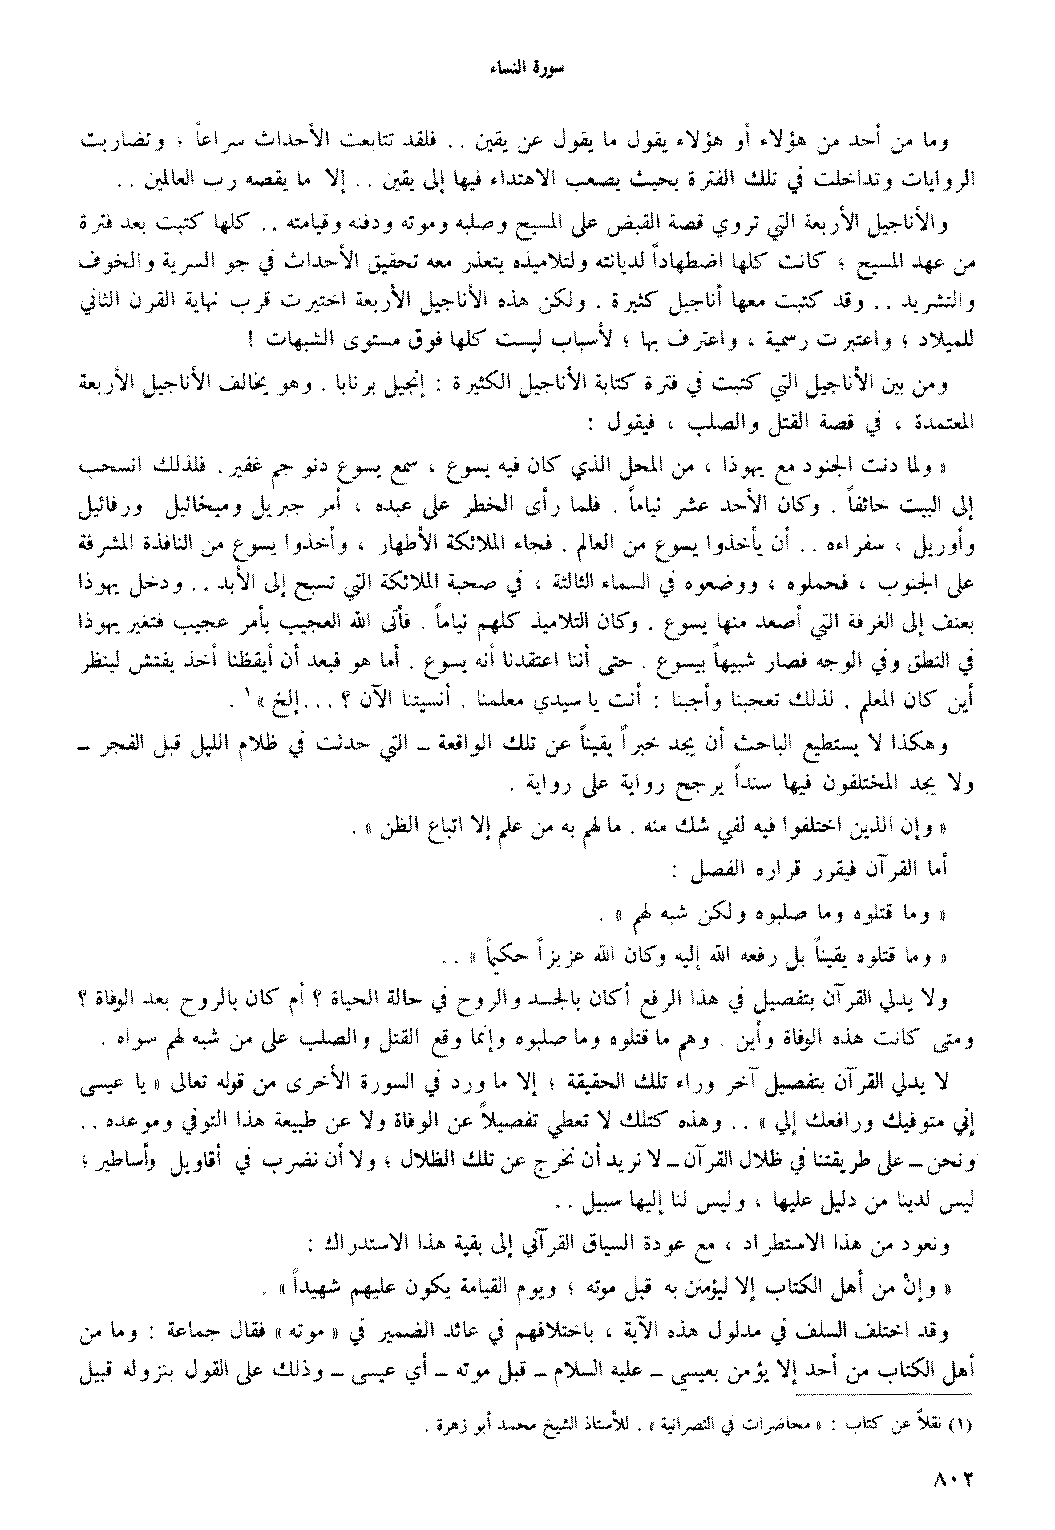 سورة النساء
وما من أحد من هؤلاء أو هؤلاء يقول ما يقول عن يقين .. فلقد تتابعت الأحداث سراعاً ؛ وتضاربت
الروايات وتداخلت في تلك الفترة بحيث يصعب الاهتداء فيها إلى يقين .. إلا ما يقصه رب العالمين ..
والأناجيل الأربعة التي تروي قصة القبض على المسيح وصلبه وموته ودفنه وقيامته .. كلها كتبت بعد فترة
من عهد المسيح ؛ كانت كلها اضطهاداً لديانته ولتلاميذه يتعذر معه تحقيق الأحداث في جو السرية والخوف
والتشريد .. وقد كتبت معها أناجيل كثيرة . ولكن هذه الأناجيل الأربعة اختيرت قرب نهاية القرن الثاني
للميلاد ؛ واعتبرت رسمية ، واعترف بها ؛ لأسباب ليست كلها فوق مستوى الشبهات !
ومن بين الأناجيل التي كتبت في فترة كتابة الأناجيل الكثيرة : إنجيل برنابا . وهو يخالف الأناجيل الأربعة
المعتمدة ، في قصة القتل والصلب ، فيقول :
« ولما دنت الجنود مع يهوذا ، من المحل الذي كان فيه يسوع ، سمع يسوع دنو جم غفير . فلذلك انسحب
إلى البيت خائفاً . وكان الأحد عشر نياماً . فلما رأى الخطر على عبده ، أمر جبريل وميخائيل ورفائيل
وأوريل ، سفراءه .. أن يأخذوا يسوع من العالم . فجاء الملائكة الأطهار ، وأخذوا يسوع من النافذة المشرفة
على الجنوب ، فحملوه ، ووضعوه في السماء الثالثة ، في صحبة الملائكة التي تسبح إلى الأبد .. ودخل يهوذا
بعنف إلى الغرفة التي أصعد منها يسوع . وكان التلاميذ كلهم نياماً . فأتى الله العجيب بأمر عجيب فتغير يهوذا
في النطق وفي الوجه فصار شبيهاً بيسوع . حتى أننا اعتقدنا أنه يسوع . أما هو فبعد أن أيقظنا أخذ يفتش لينظر
أين كان المعلم . لذلك تعجبنا وأجبنا : أنت يا سيدي معلمنا . أنسيتنا الآن ؟ ...إلخ »١ .
وهكذا لا يستطيع الباحث أن يجد خبراً يقيناً عن تلك الواقعة – التي حدثت في ظلام الليل قبل الفجر –
ولا يجد المختلفون فيها سنداً يرجح رواية على رواية .
« وإن الذين اختلفوا فيه لفي شك منه . ما لهم به من علم إلا اتباع الظن » .
أما القرآن فيقرر قراره الفصل :
« وما قتلوه وما صلبوه ولكن شبه لهم » .
« وما قتلوه يقيناً بل رفعه الله إليه وكان الله عزيزاً حكيماً » ..
ولا يدلي القرآن بتفصيل في هذا الرفع أكان بالجسد والروح في حالة الحياة ؟ أم كان بالروح بعد الوفاة ؟
ومتى كانت هذه الوفاة وأين . وهم ما قتلوه وما صلبوه وإنما وقع القتل والصلب على من شبه لهم سواه .
لا يدلي القرآن بتفصيل آخر وراء تلك الحقيقة ؛ إلا ما ورد في السورة الأخرى من قوله تعالى « يا عيسى
إني متوفيك ورافعك إلي » .. وهذه كتلك لا تعطي تفصيلاً عن الوفاة ولا عن طبيعة هذا التوفي وموعده ..
ونحن – على طريقتنا في ظلال القرآن – لا نريد أن نخرج عن تلك الظلال ؛ ولا أن نضرب في أقاويل وأساطير ؛
ليس لدينا من دليل عليها ، وليس لنا إليها سبيل ..
ونعود من هذا الاستطراد ، مع عودة السياق القرآني إلى بقية هذا الاستدراك :
« وإنْ من أهل الكتاب إلا ليؤمنن به قبل موته ؛ ويوم القيامة يكون عليهم شهيداً » .
وقد اختلف السلف في مدلول هذه الآية ، باختلافهم في عائد الضمير في « موته » فقال جماعة : وما من
أهل الكتاب من أحد إلا يؤمن بعيسى – عليه السلام – قبل موته – أي عيسى – وذلك على القول بنزوله قبيل
(١) نقلاً عن كتاب : « محاضرات في النصرانية » . للأستاذ الشيخ محمد أبو زهرة .
٨٠٢